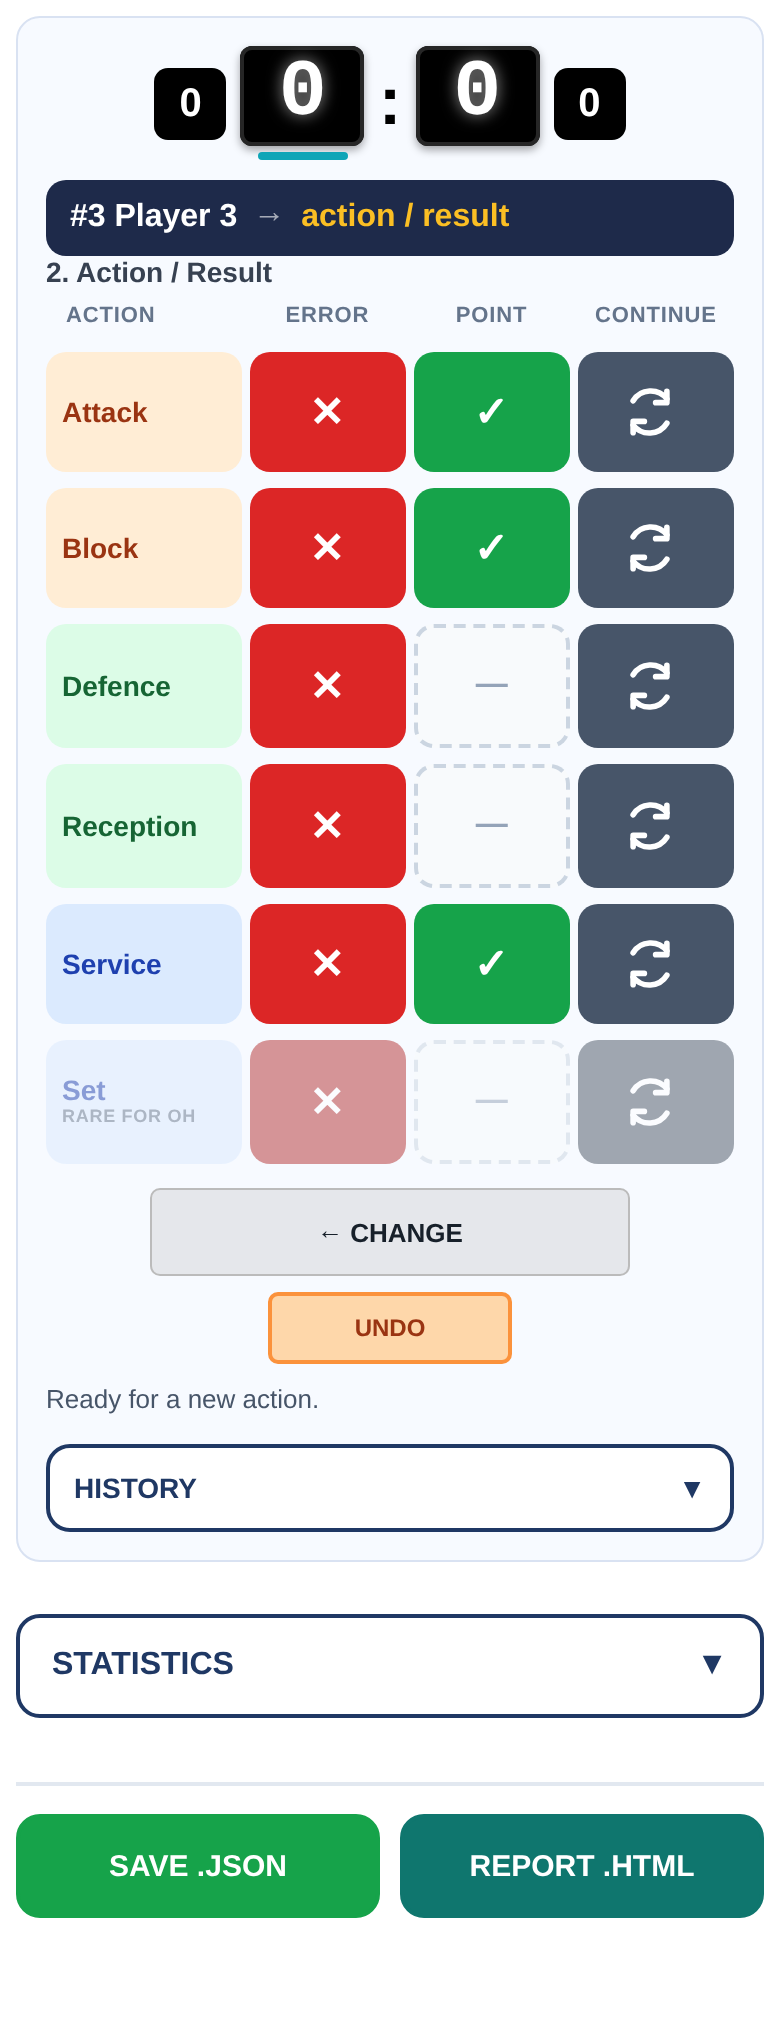 0 0 : 0 0
#3 Player 3 → action / result
2. Action / Result
ACTION ERROR POINT CONTINUE
Attack ✕ ✓
Block ✕ ✓
Defence ✕ —
Reception ✕ —
Service ✕ ✓
Set ✕ —
RARE FOR OH
← CHANGE
UNDO
Ready for a new action.
HISTORY ▼
STATISTICS ▼
SAVE .JSON REPORT .HTML